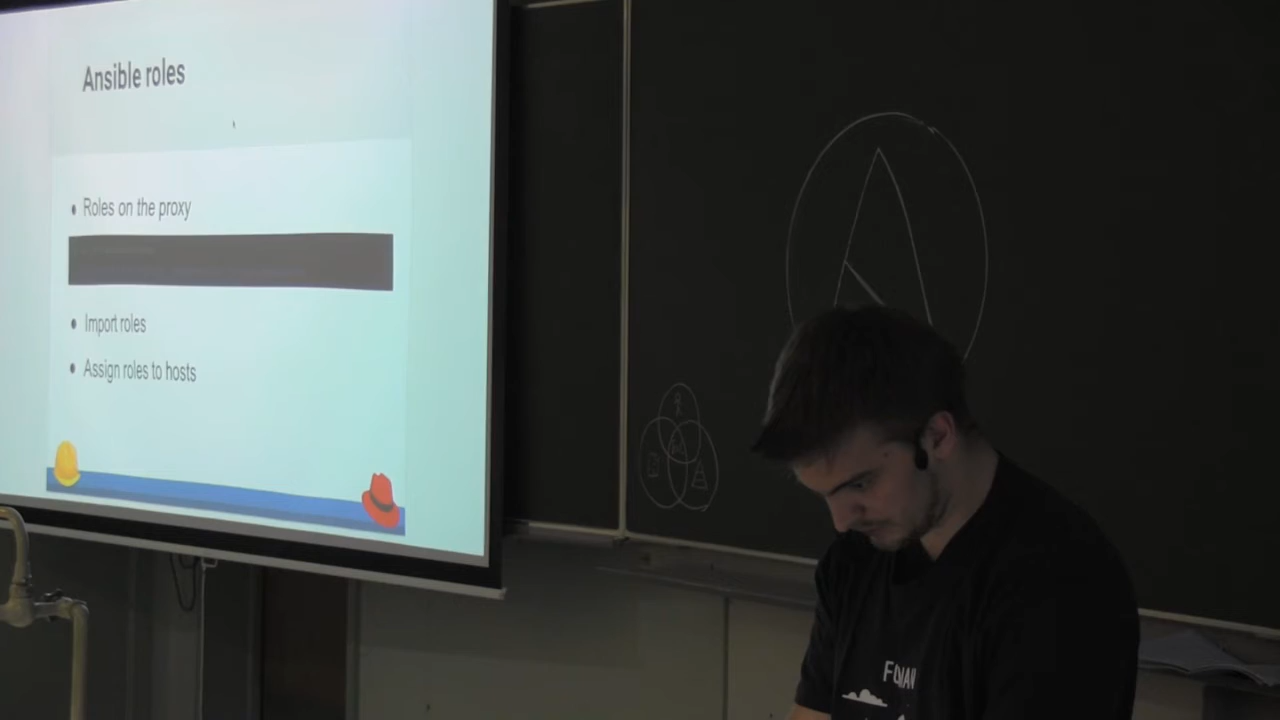 Ansible roles
Roles on the proxy
Import roles
Assign roles to hosts